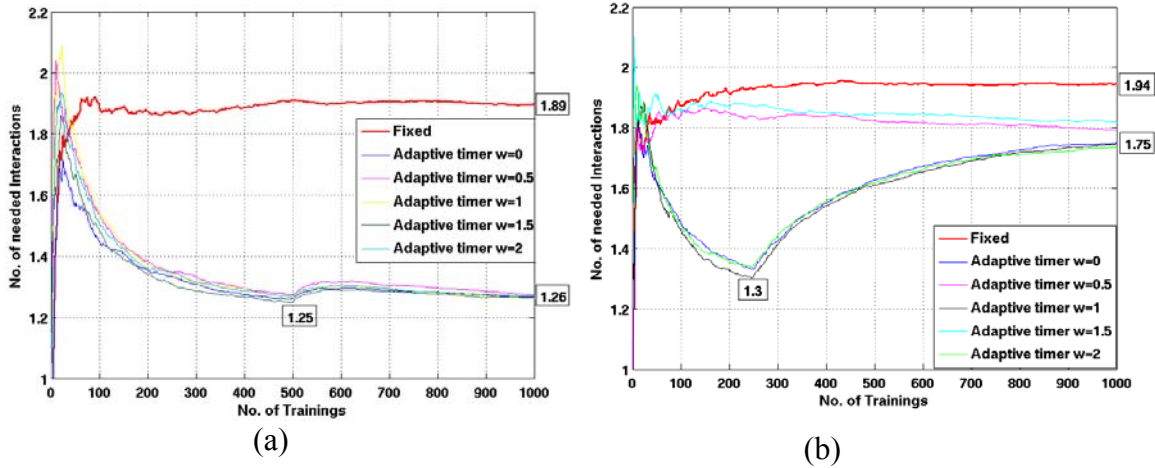 2.2
2
1.8
1.6
1.4
1.2
1
No. of needed Interactions
0 100 200 300 400 500 600 700 800 900 1000
No. of Trainings
1.89
1.26
1.25
Fixed
Adaptive timer w=0
Adaptive timer w=0.5
Adaptive timer w=1
Adaptive timer w=1.5
Adaptive timer w=2
(a)
2.2
2
1.8
1.6
1.4
1.2
1
No. of needed Interactions
0 100 200 300 400 500 600 700 800 900 1000
No. of Trainings
1.94
1.75
1.3
Fixed
Adaptive timer w=0
Adaptive timer w=0.5
Adaptive timer w=1
Adaptive timer w=1.5
Adaptive timer w=2
(b)